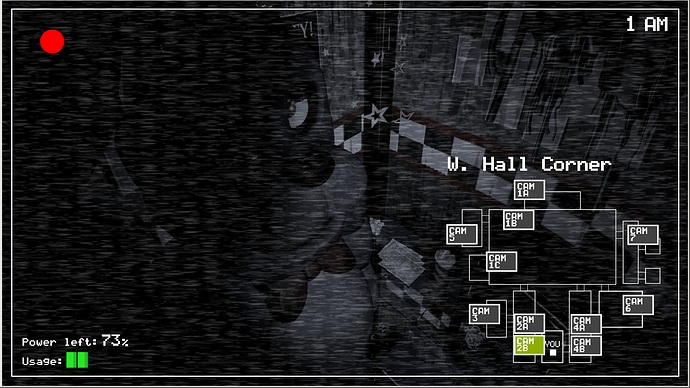 1 AM
Y!
W. Hall Corner
CAM 1A
CAM 1B
CAM 5
CAM 7
CAM 1C
CAM 6
CAM 3
CAM 2A
CAM 4A
CAM 2B
YOU
CAM 4B
Power left: 73%
Usage: